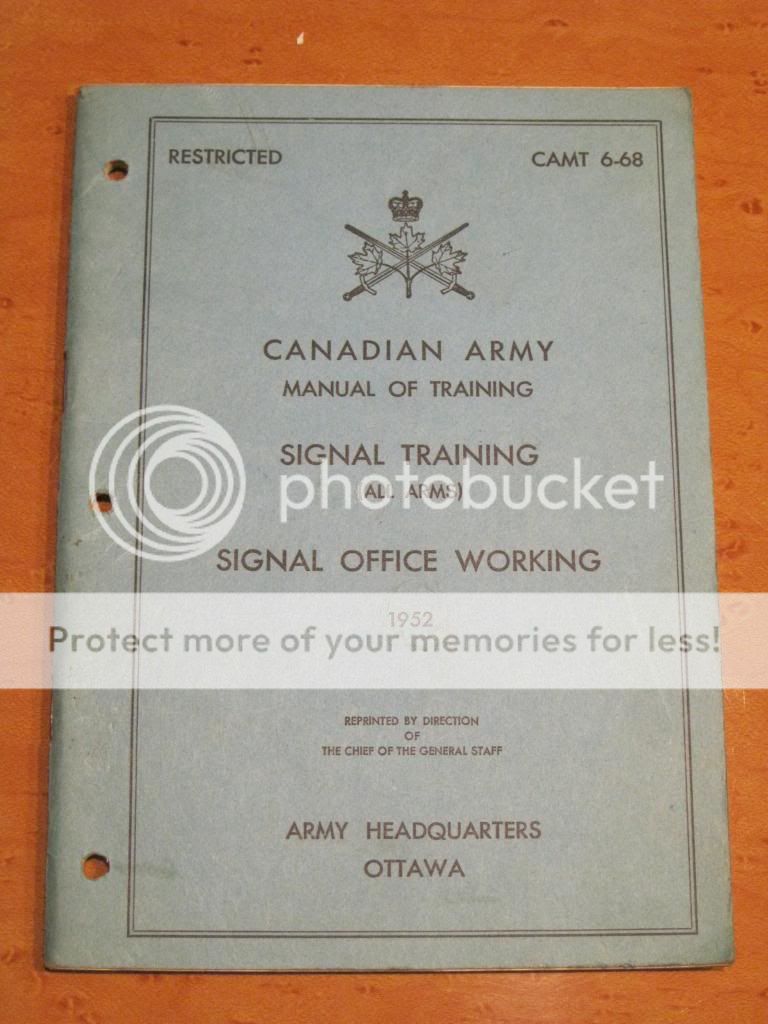 RESTRICTED CAMT 6-68
CANADIAN ARMY
MANUAL OF TRAINING
SIGNAL TRAINING
(ALL ARMS)
photobucket
SIGNAL OFFICE WORKING
1952
Protect more of your memories for less!
REPRINTED BY DIRECTION
OF
THE CHIEF OF THE GENERAL STAFF
ARMY HEADQUARTERS
OTTAWA